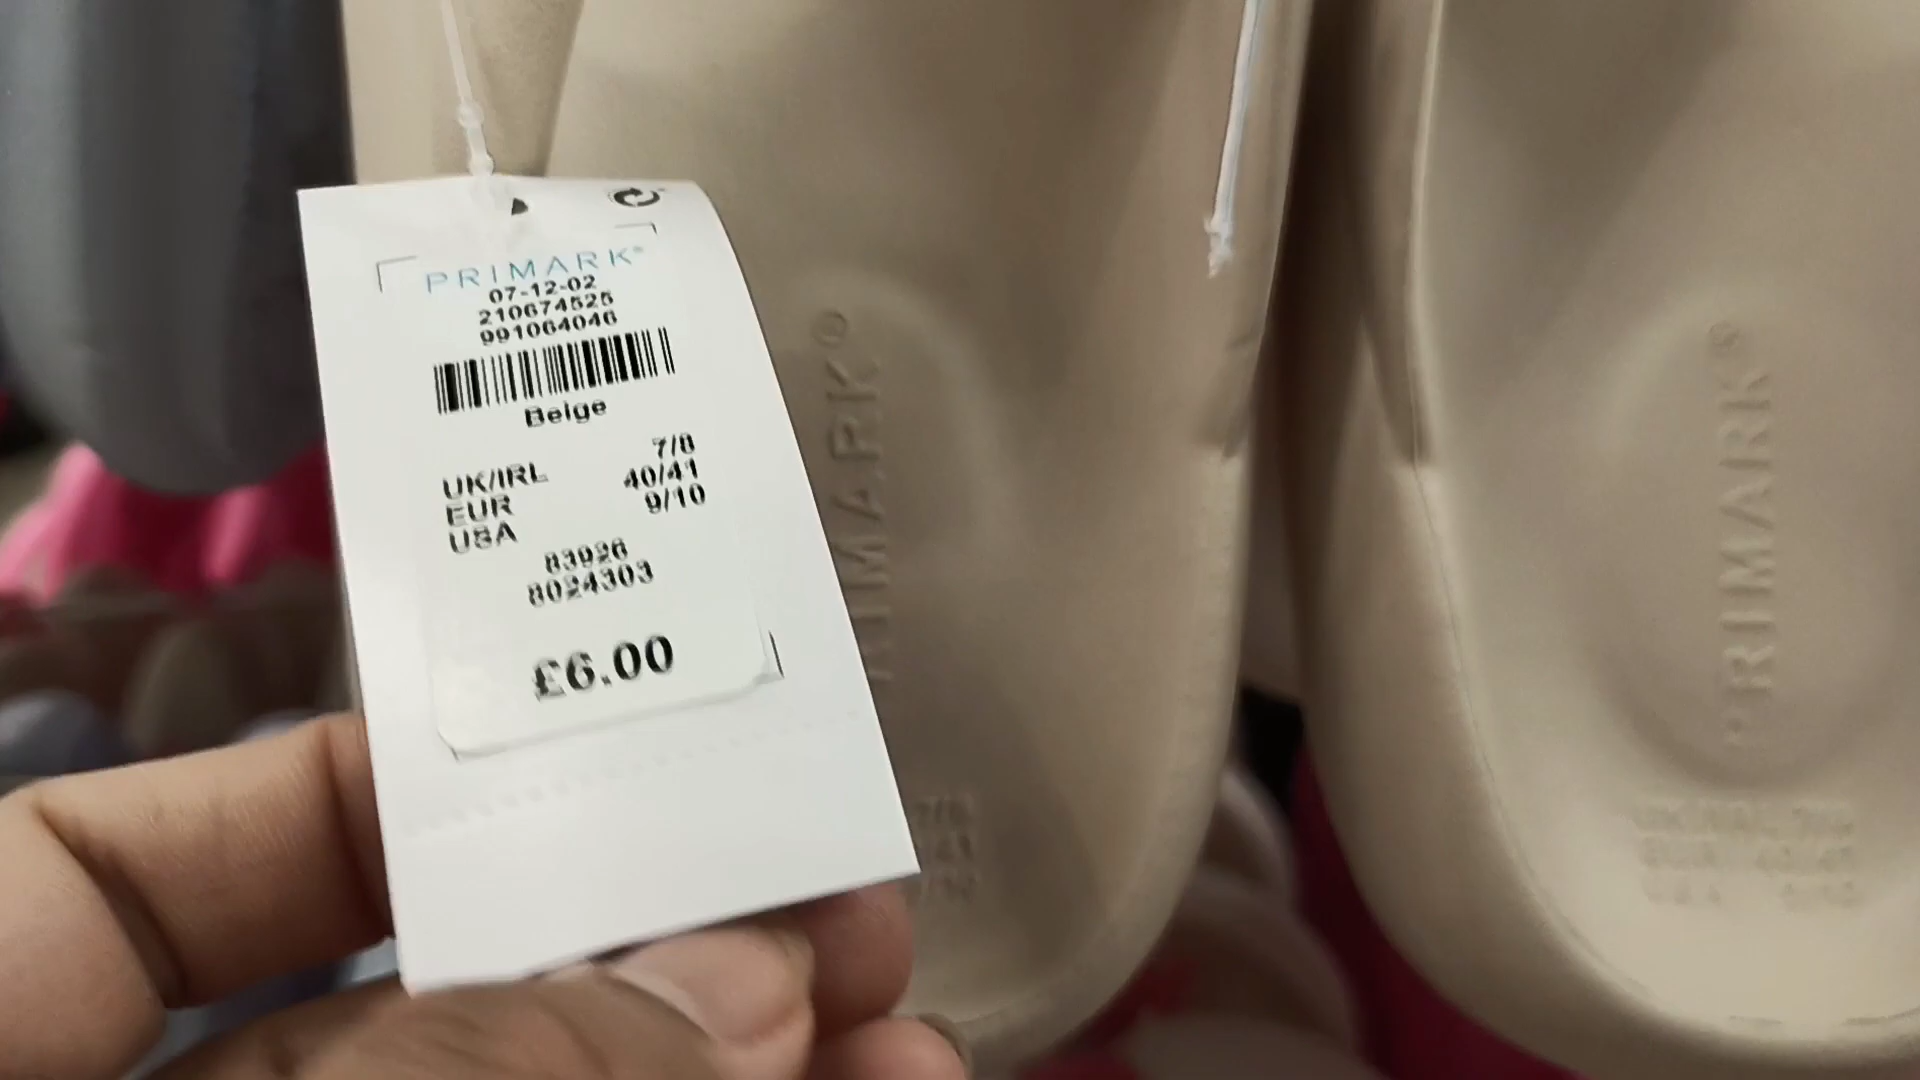 PRIMARK®
07-12-02
210674525
991064046
Beige
UK/IRL 7/8
EUR 40/41
USA 9/10
83926
8024303
£6.00
PRIMARK®
PRIMARK®